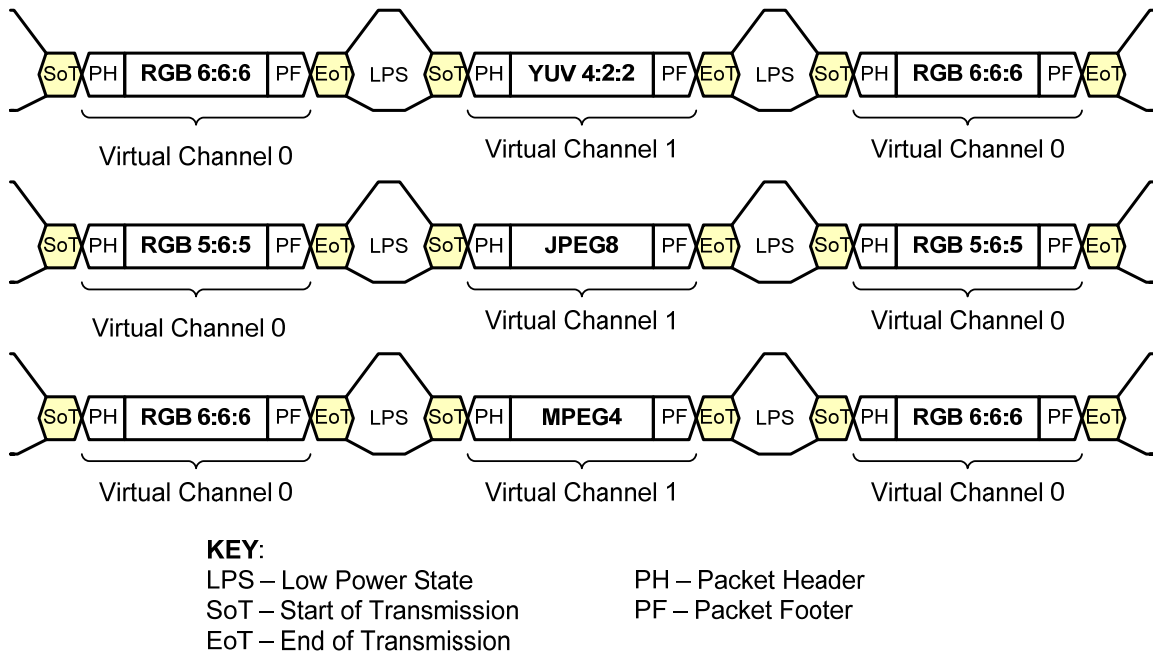 SoT PH RGB 6:6:6 PF EoT LPS SoT PH YUV 4:2:2 PF EoT LPS SoT PH RGB 6:6:6 PF EoT
Virtual Channel 0 Virtual Channel 1 Virtual Channel 0
SoT PH RGB 5:6:5 PF EoT LPS SoT PH JPEG8 PF EoT LPS SoT PH RGB 5:6:5 PF EoT
Virtual Channel 0 Virtual Channel 1 Virtual Channel 0
SoT PH RGB 6:6:6 PF EoT LPS SoT PH MPEG4 PF EoT LPS SoT PH RGB 6:6:6 PF EoT
Virtual Channel 0 Virtual Channel 1 Virtual Channel 0
KEY:
LPS – Low Power State PH – Packet Header
SoT – Start of Transmission PF – Packet Footer
EoT – End of Transmission